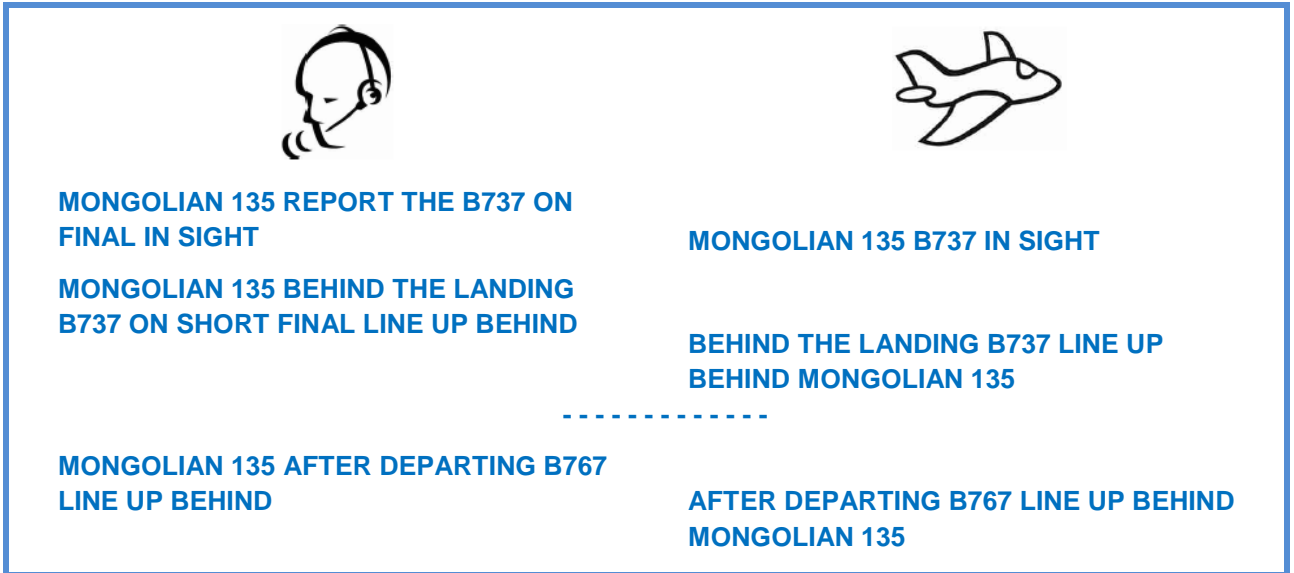 MONGOLIAN 135 REPORT THE B737 ON
FINAL IN SIGHT
MONGOLIAN 135 B737 IN SIGHT
MONGOLIAN 135 BEHIND THE LANDING
B737 ON SHORT FINAL LINE UP BEHIND
BEHIND THE LANDING B737 LINE UP
BEHIND MONGOLIAN 135
- - - - - - - - - - - - -
MONGOLIAN 135 AFTER DEPARTING B767
LINE UP BEHIND
AFTER DEPARTING B767 LINE UP BEHIND
MONGOLIAN 135